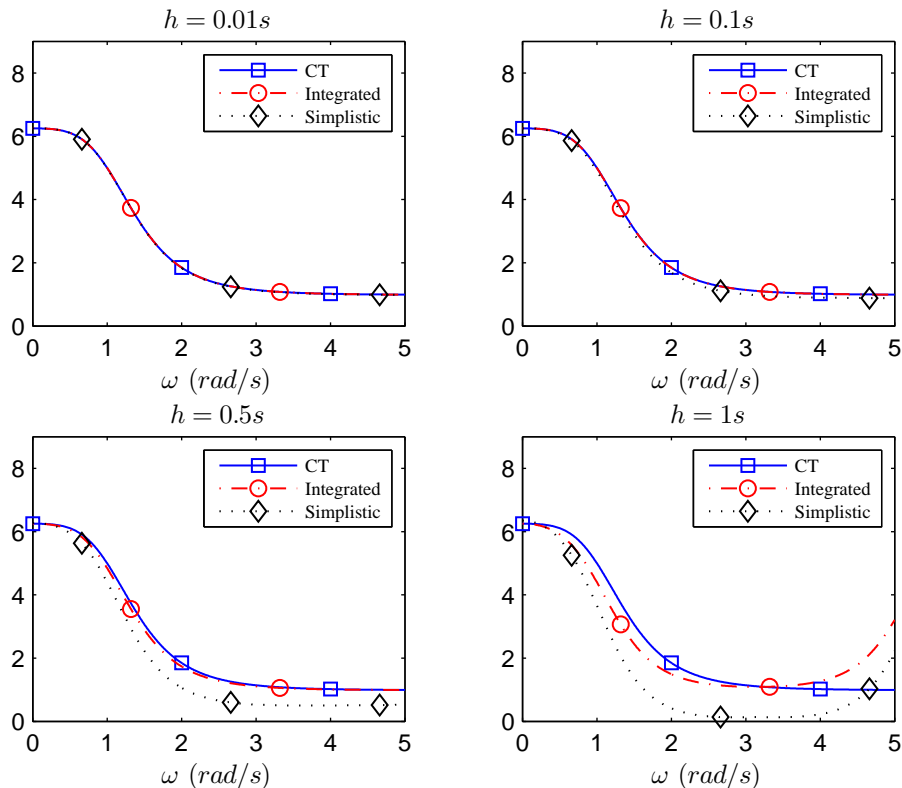 h = 0.01s
8
6
4
2
0
CT
Integrated
Simplistic
0 1 2 3 4 5
ω (rad/s)
h = 0.1s
8
6
4
2
0
CT
Integrated
Simplistic
0 1 2 3 4 5
ω (rad/s)
h = 0.5s
8
6
4
2
0
CT
Integrated
Simplistic
0 1 2 3 4 5
ω (rad/s)
h = 1s
8
6
4
2
0
CT
Integrated
Simplistic
0 1 2 3 4 5
ω (rad/s)